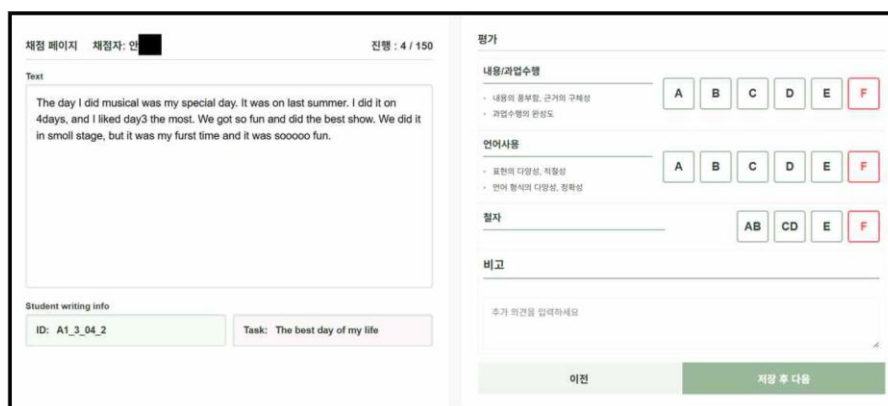 채점 페이지 채점자: 안
진행 : 4 / 150
Text
The day I did musical was my special day. It was on last summer. I did it on
4days, and I liked day3 the most. We got so fun and did the best show. We did it
in smoll stage, but it was my furst time and it was sooooo fun.
Student writing info
ID: A1_3_04_2
Task: The best day of my life
평가
내용/과업수행
- 내용의 풍부함, 근거의 구체성
- 과업수행의 완성도
A B C D E F
언어사용
- 표현의 다양성, 적절성
- 언어 형식의 다양성, 정확성
A B C D E F
철자
AB CD E F
비고
추가 의견을 입력하세요
이전
저장 후 다음